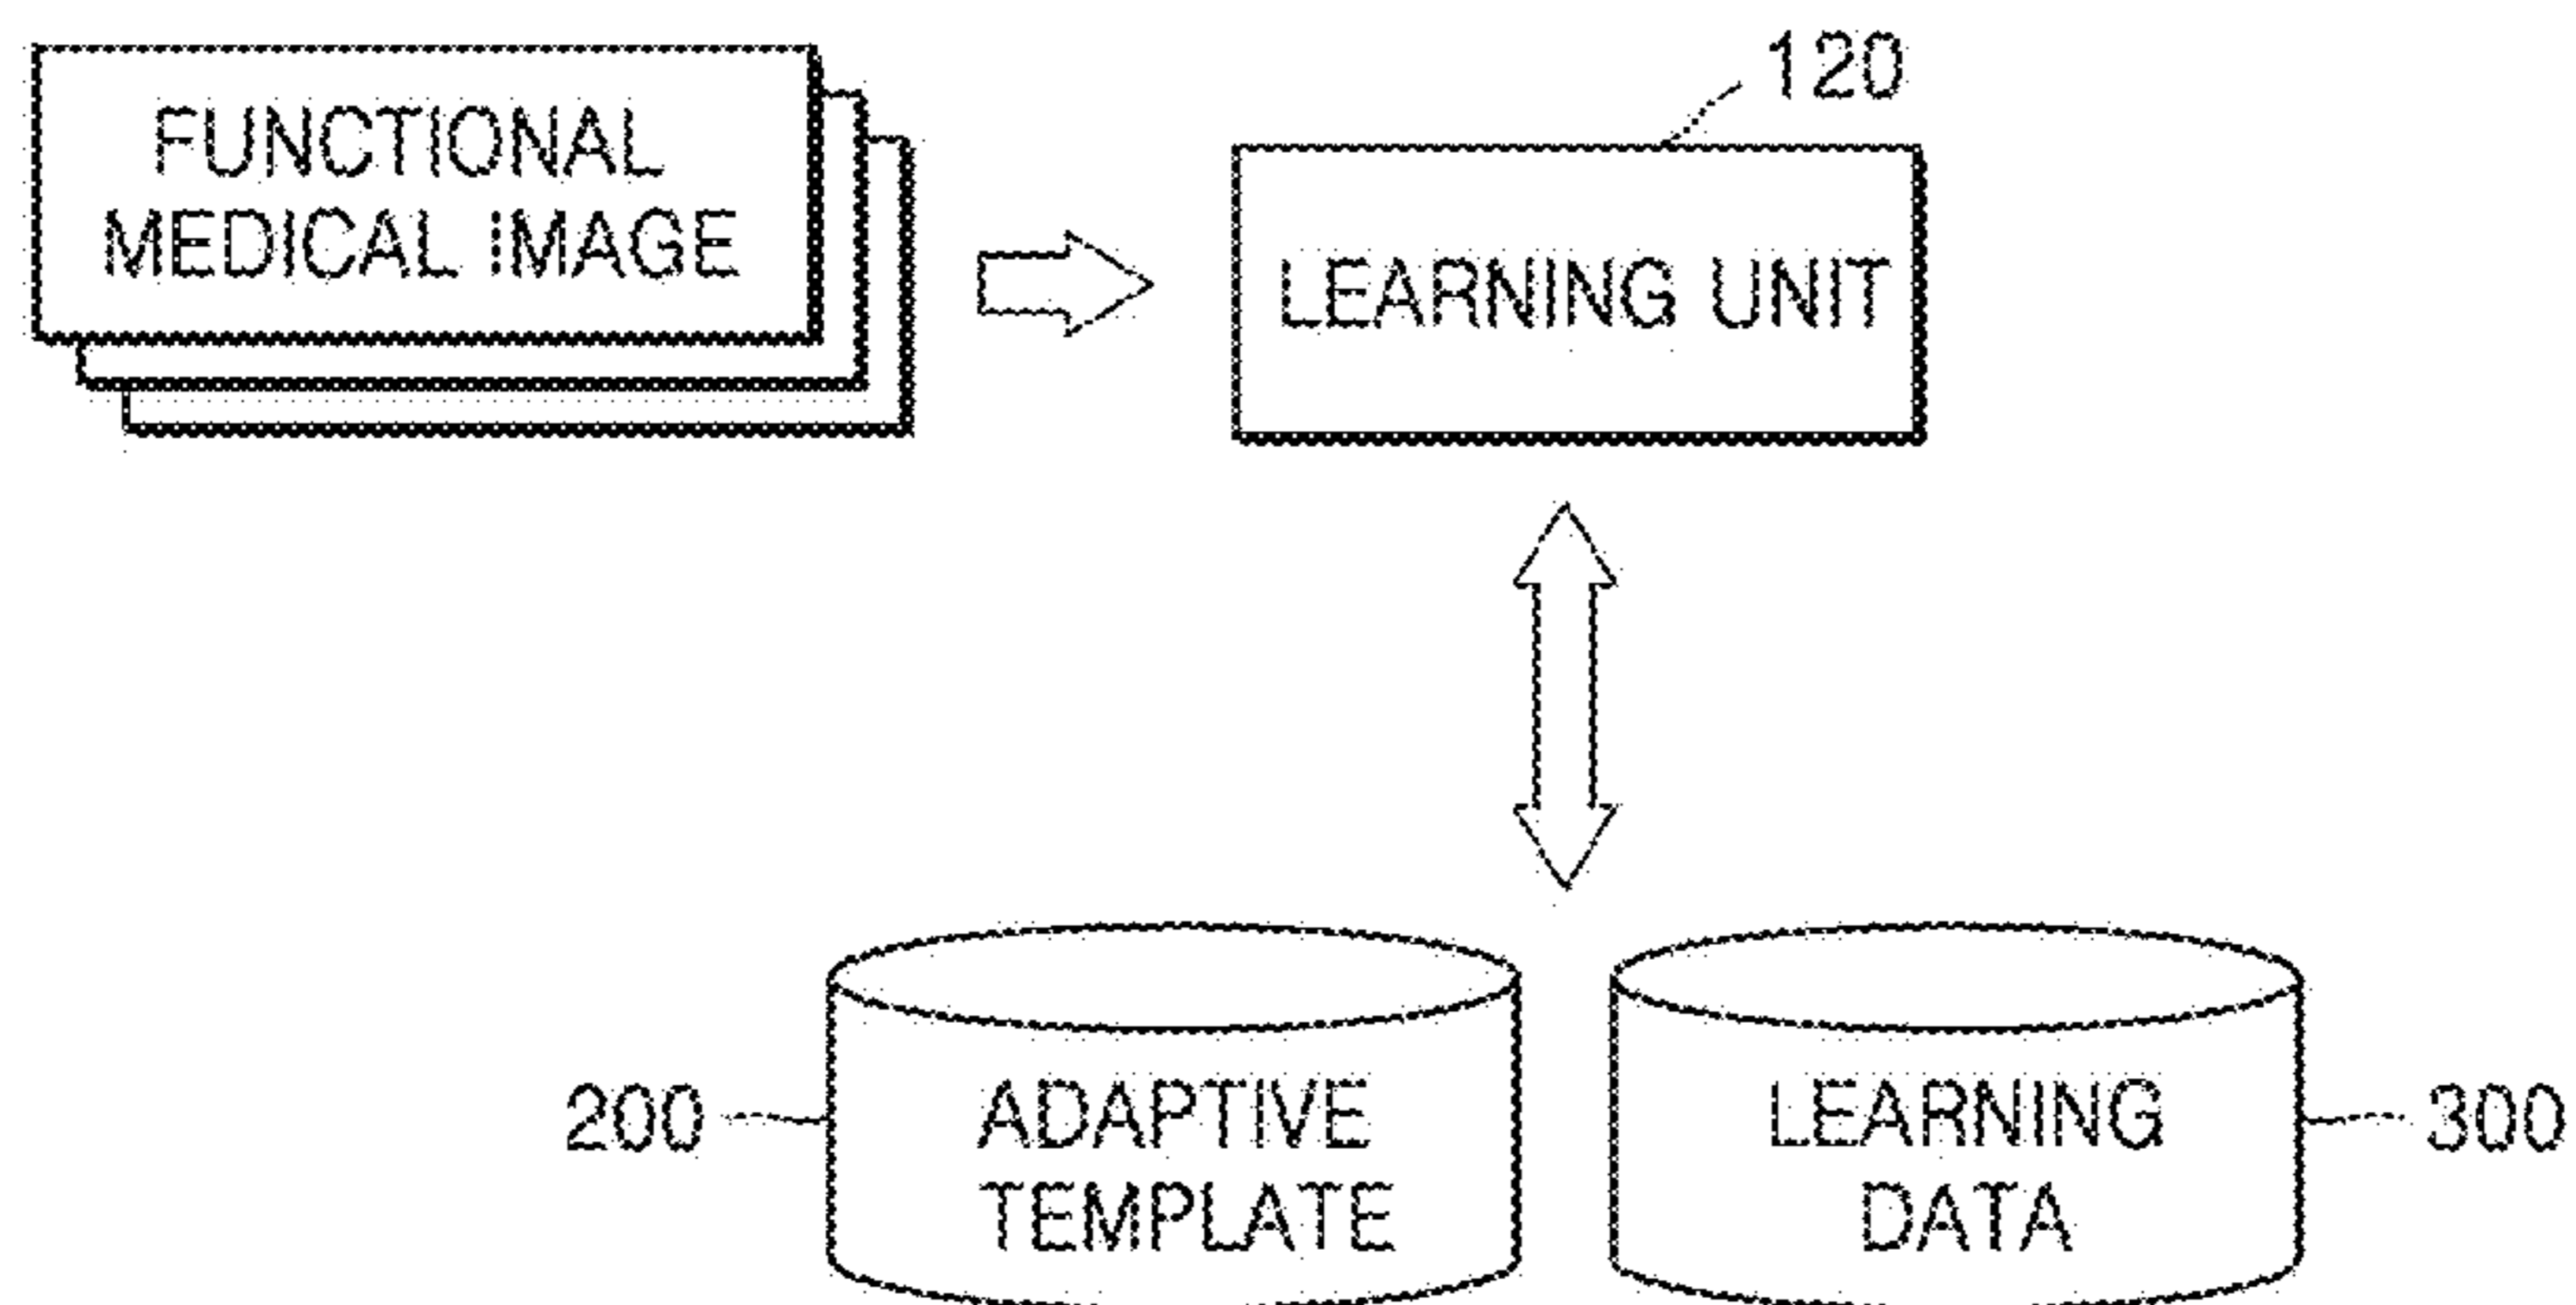 120
FUNCTIONAL
MEDICAL IMAGE
LEARNING UNIT
200
ADAPTIVE
TEMPLATE
LEARNING
DATA
300